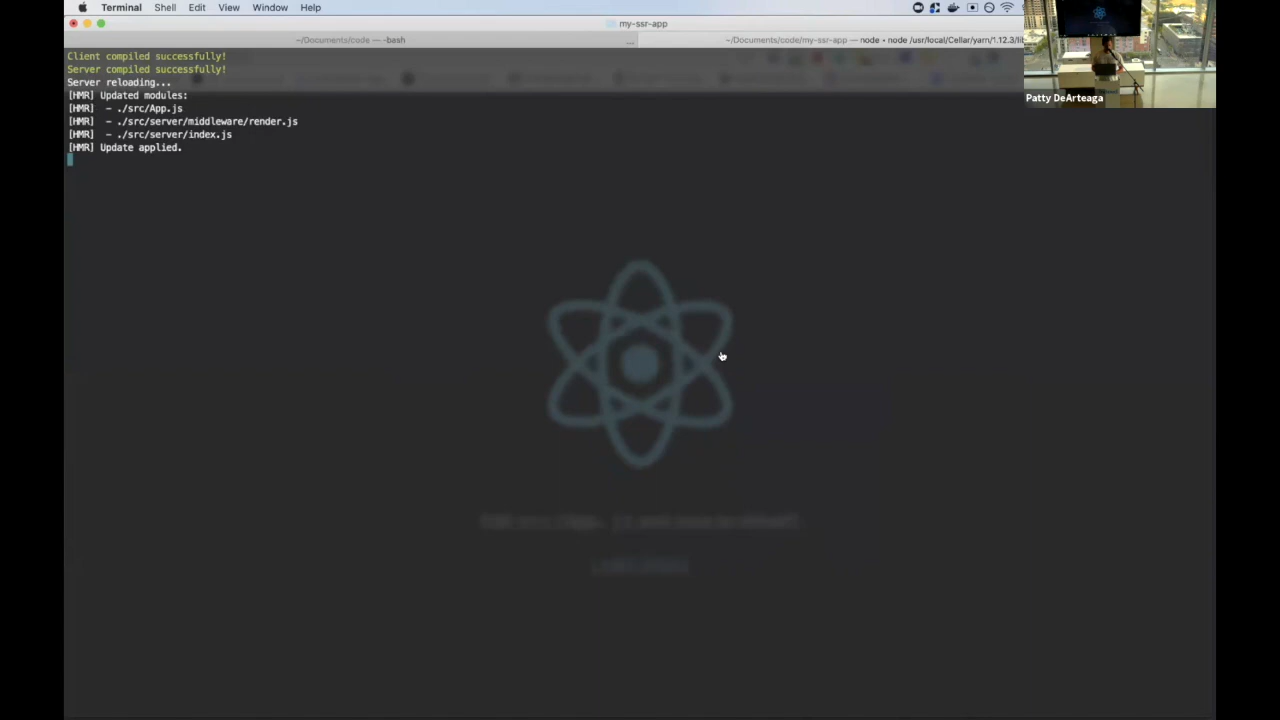 Terminal Shell Edit View Window Help
my-ssr-app
~/Documents/code — -bash
~/Documents/code/my-ssr-app — node • node /usr/local/Cellar/yarn/1.12.3/li
Client compiled successfully!
Server compiled successfully!
Server reloading...
[HMR] Updated modules:
[HMR]  - ./src/App.js
[HMR]  - ./src/server/middleware/render.js
[HMR]  - ./src/server/index.js
[HMR] Update applied.
Patty DeArteaga